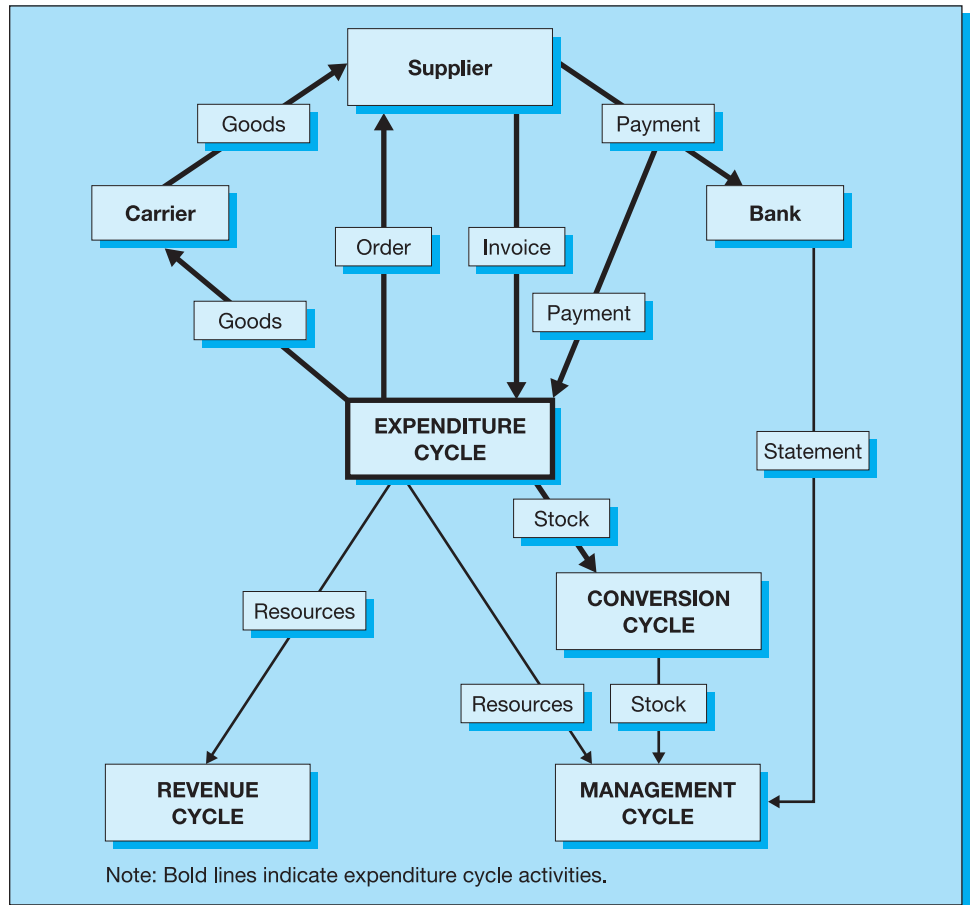 Supplier
Goods
Payment
Carrier
Bank
Order
Invoice
Goods
Payment
EXPENDITURE
CYCLE
Statement
Stock
Resources
CONVERSION
CYCLE
Resources
Stock
REVENUE
CYCLE
MANAGEMENT
CYCLE
Note: Bold lines indicate expenditure cycle activities.